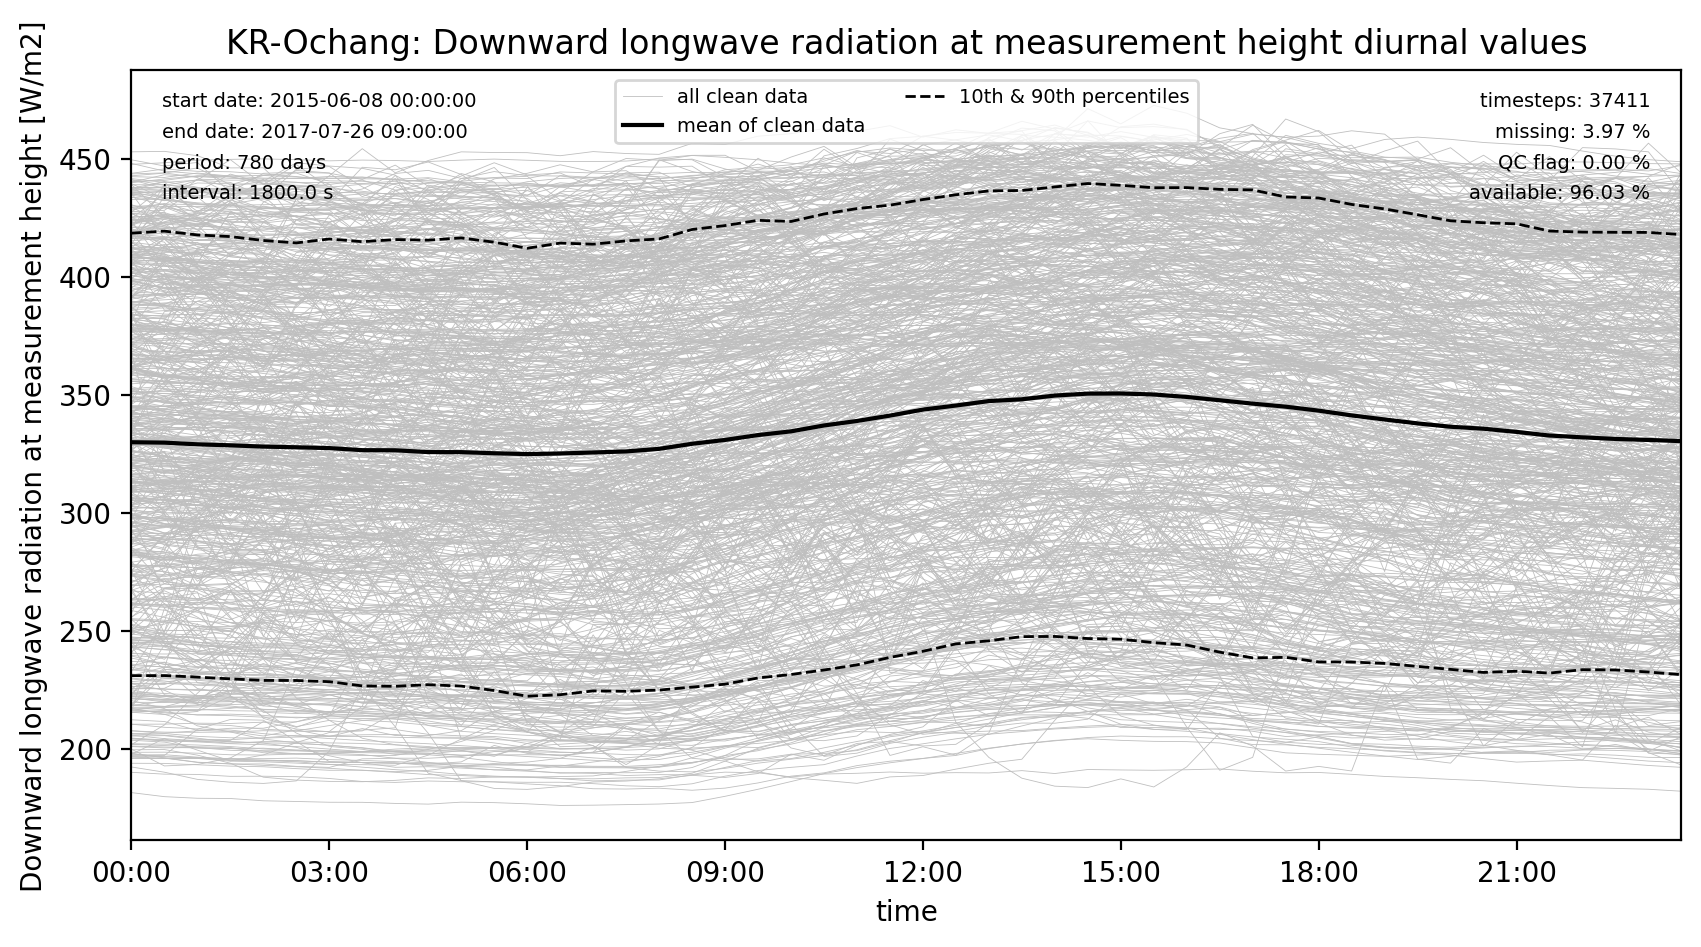 KR-Ochang: Downward longwave radiation at measurement height diurnal values
Downward longwave radiation at measurement height [W/m2]
start date: 2015-06-08 00:00:00
end date: 2017-07-26 09:00:00
period: 780 days
interval: 1800.0 s
all clean data
mean of clean data
10th & 90th percentiles
timesteps: 37411
missing: 3.97 %
QC flag: 0.00 %
available: 96.03 %
450
400
350
300
250
200
00:00 03:00 06:00 09:00 12:00 15:00 18:00 21:00
time